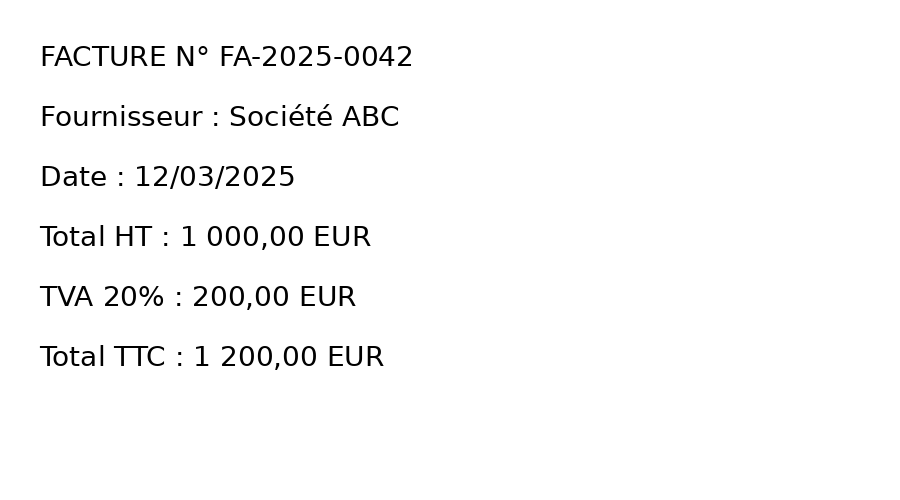 FACTURE N° FA-2025-0042
Fournisseur : Société ABC
Date : 12/03/2025
Total HT : 1 000,00 EUR
TVA 20% : 200,00 EUR
Total TTC : 1 200,00 EUR